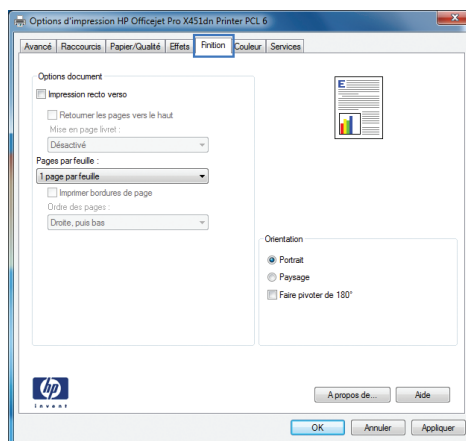 Options d'impression HP Officejet Pro X451dn Printer PCL 6
Avancé Raccourcis Papier/Qualité Effets Finition Couleur Services
Options document
Impression recto verso
Retourner les pages vers le haut
Mise en page livret :
Désactivé
Pages par feuille :
1 page par feuille
Imprimer bordures de page
Ordre des pages :
Droite, puis bas
E
Orientation
Portrait
Paysage
Faire pivoter de 180°
hp
invent
A propos de... Aide
OK Annuler Appliquer